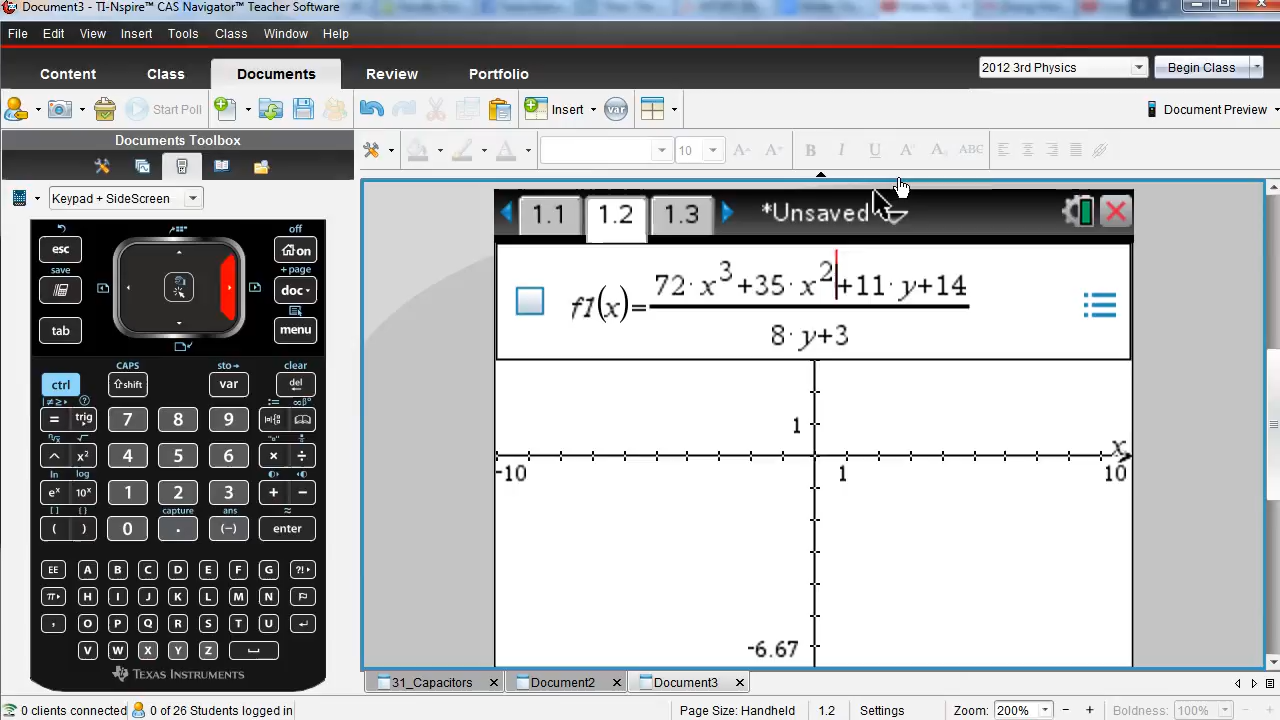 Document3 - TI-Nspire™ CAS Navigator™ Teacher Software
File Edit View Insert Tools Class Window Help
Content Class Documents Review Portfolio 2012 3rd Physics Begin Class
Start Poll Insert var Document Preview
Documents Toolbox
10 A- A+ B I U ABC
Keypad + SideScreen
1.1 1.2 1.3 *Unsaved
f1(x)=(72·x³+35·x²+11·y+14)/(8·y+3)
1
x
-10 1 10
-6.67
off
esc on
save + page
doc
tab menu
CAPS sto→ clear
ctrl ⇧shift var del
= trig 7 8 9
^ x² 4 5 6 × ÷
ln log
eˣ 10ˣ 1 2 3 + −
[ ] { } capture ans ≈
( ) 0 . (−) enter
EE A B C D E F G ?!▸
π▸ H I J K L M N
, O P Q R S T U
V W X Y Z
TEXAS INSTRUMENTS
31_Capacitors Document2 Document3
0 clients connected 0 of 26 Students logged in Page Size: Handheld 1.2 Settings Zoom: 200% - + Boldness: 100% - +